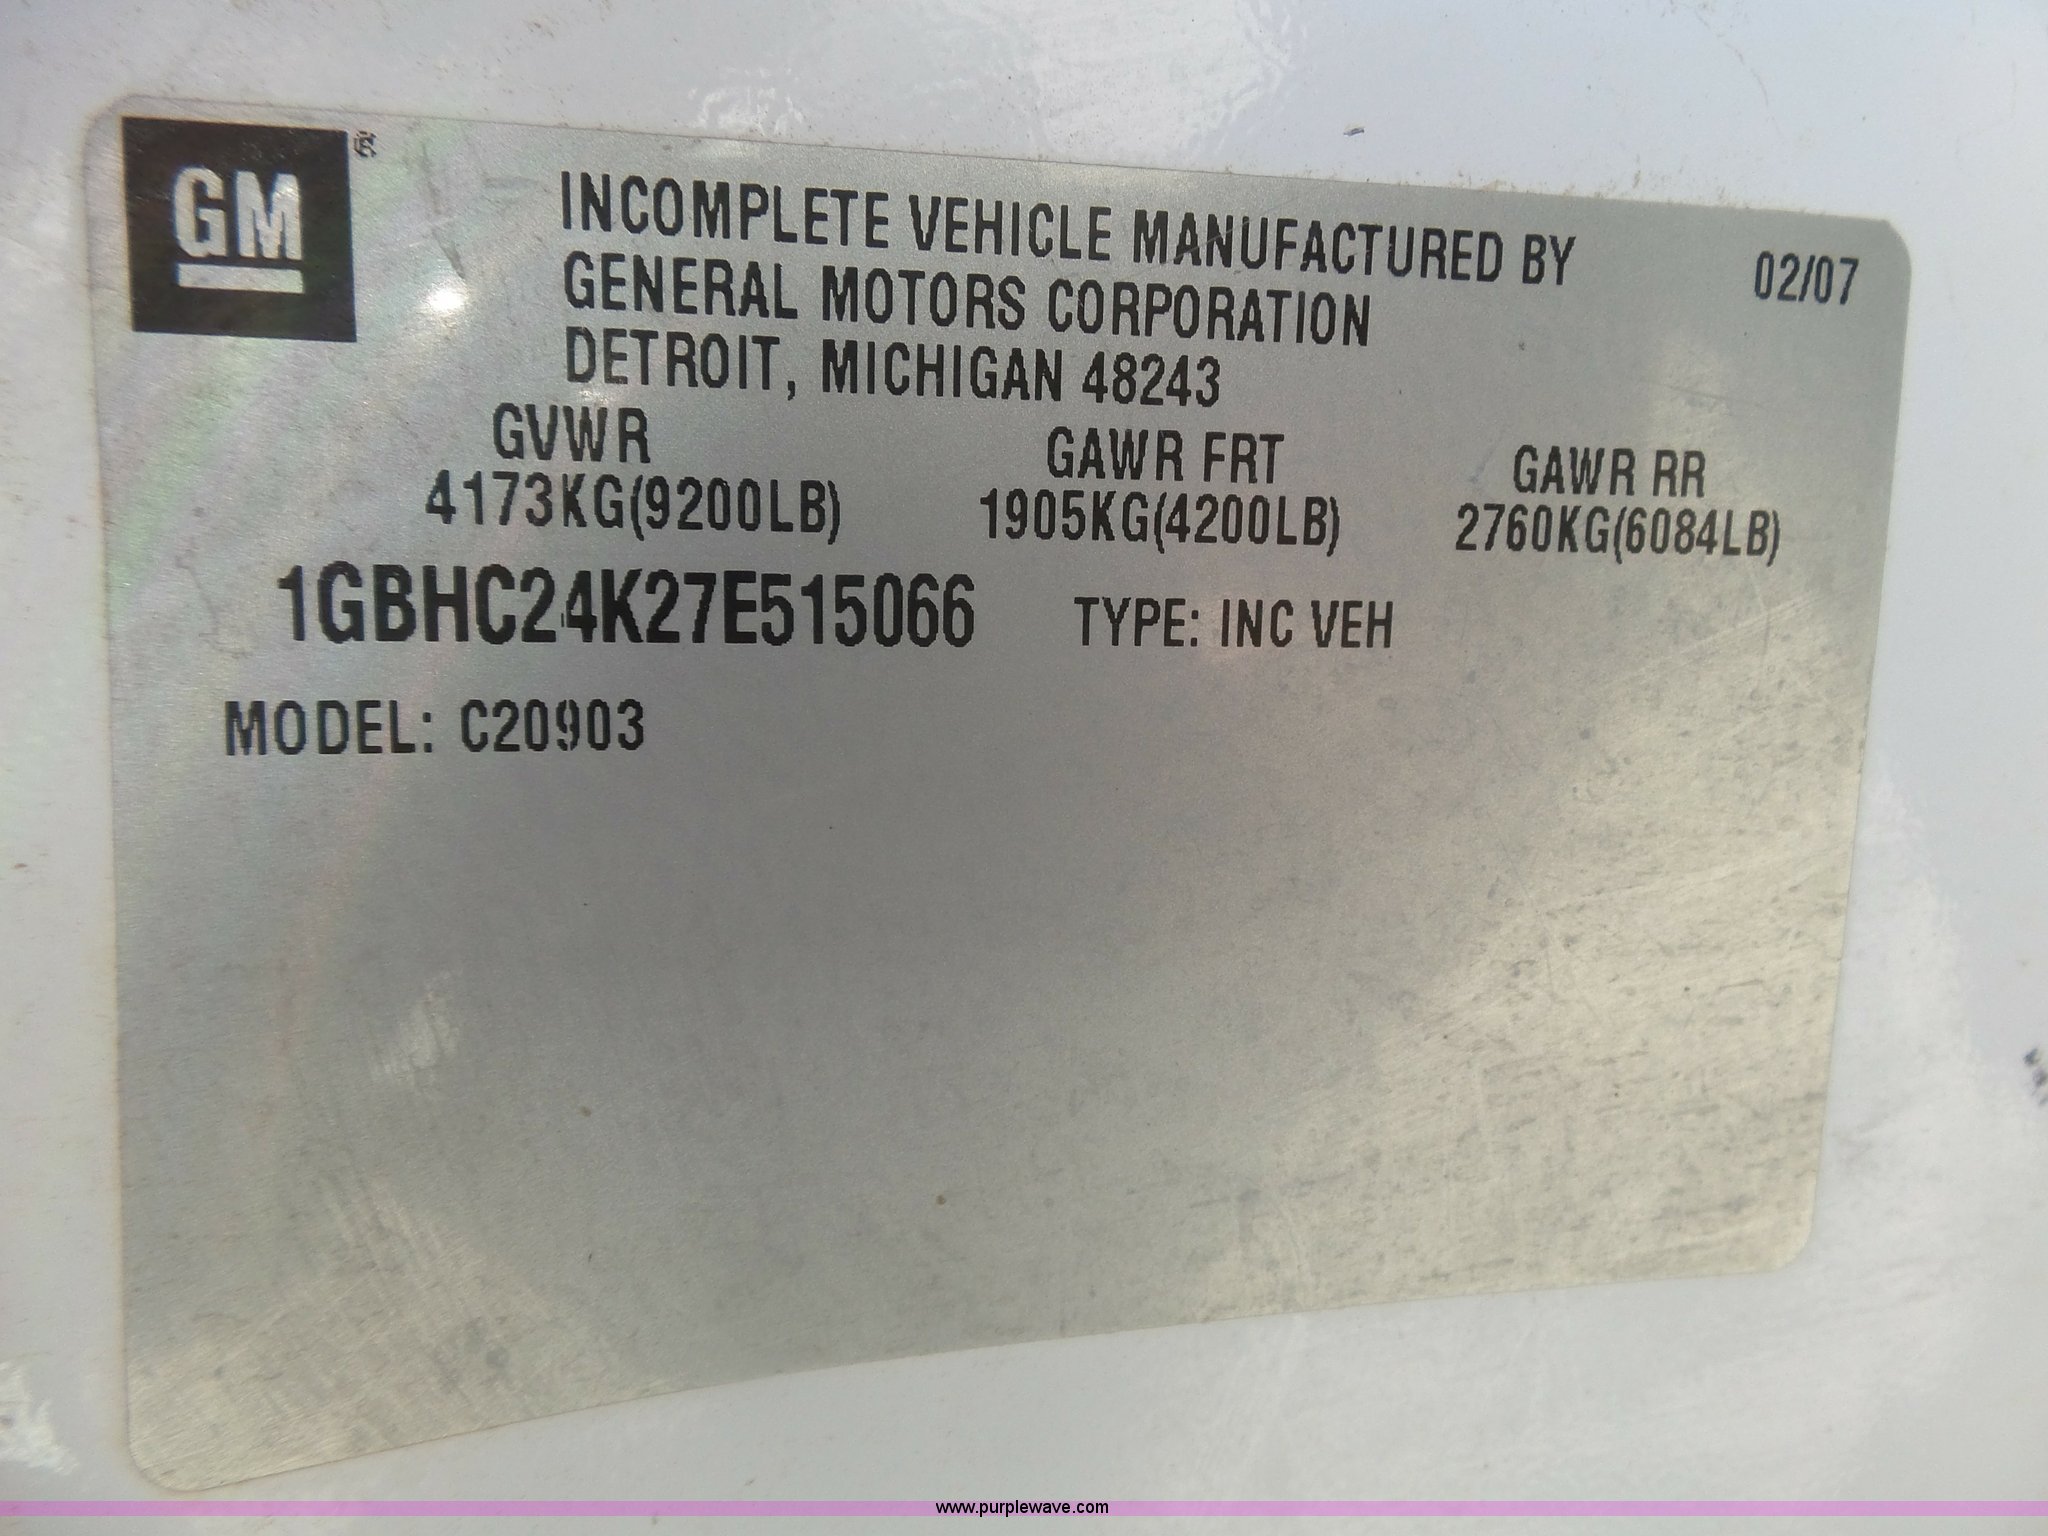 GM®
INCOMPLETE VEHICLE MANUFACTURED BY 02/07
GENERAL MOTORS CORPORATION
DETROIT, MICHIGAN 48243
GVWR GAWR FRT GAWR RR
4173KG(9200LB) 1905KG(4200LB) 2760KG(6084LB)
1GBHC24K27E515066 TYPE: INC VEH
MODEL: C20903
www.purplewave.com